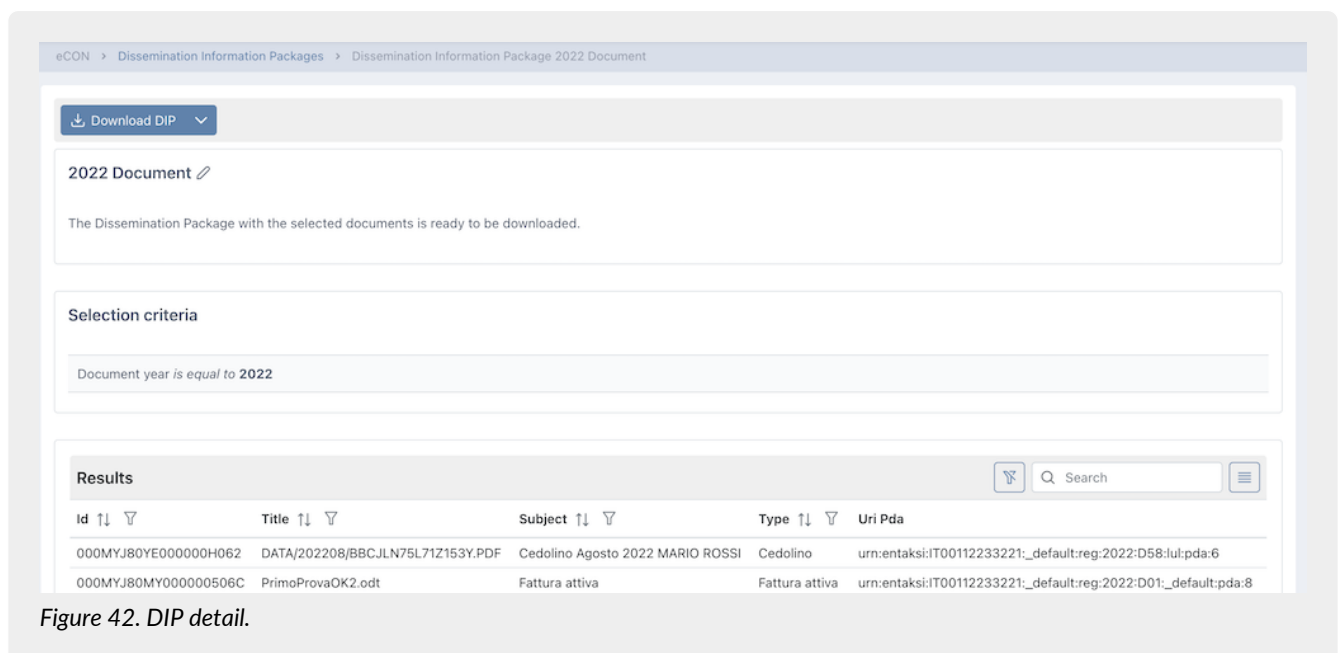 eCON > Dissemination Information Packages > Dissemination Information Package 2022 Document
Download DIP
2022 Document
The Dissemination Package with the selected documents is ready to be downloaded.
Selection criteria
Document year is equal to 2022
Results Search
Id Title Subject Type Uri Pda
000MYJ80YE000000H062 DATA/202208/BBCJLN75L71Z153Y.PDF Cedolino Agosto 2022 MARIO ROSSI Cedolino urn:entaksi:IT00112233221:_default:reg:2022:D58:lul:pda:6
000MYJ80MY000000506C PrimoProvaOK2.odt Fattura attiva Fattura attiva urn:entaksi:IT00112233221:_default:reg:2022:D01:_default:pda:8
Figure 42. DIP detail.